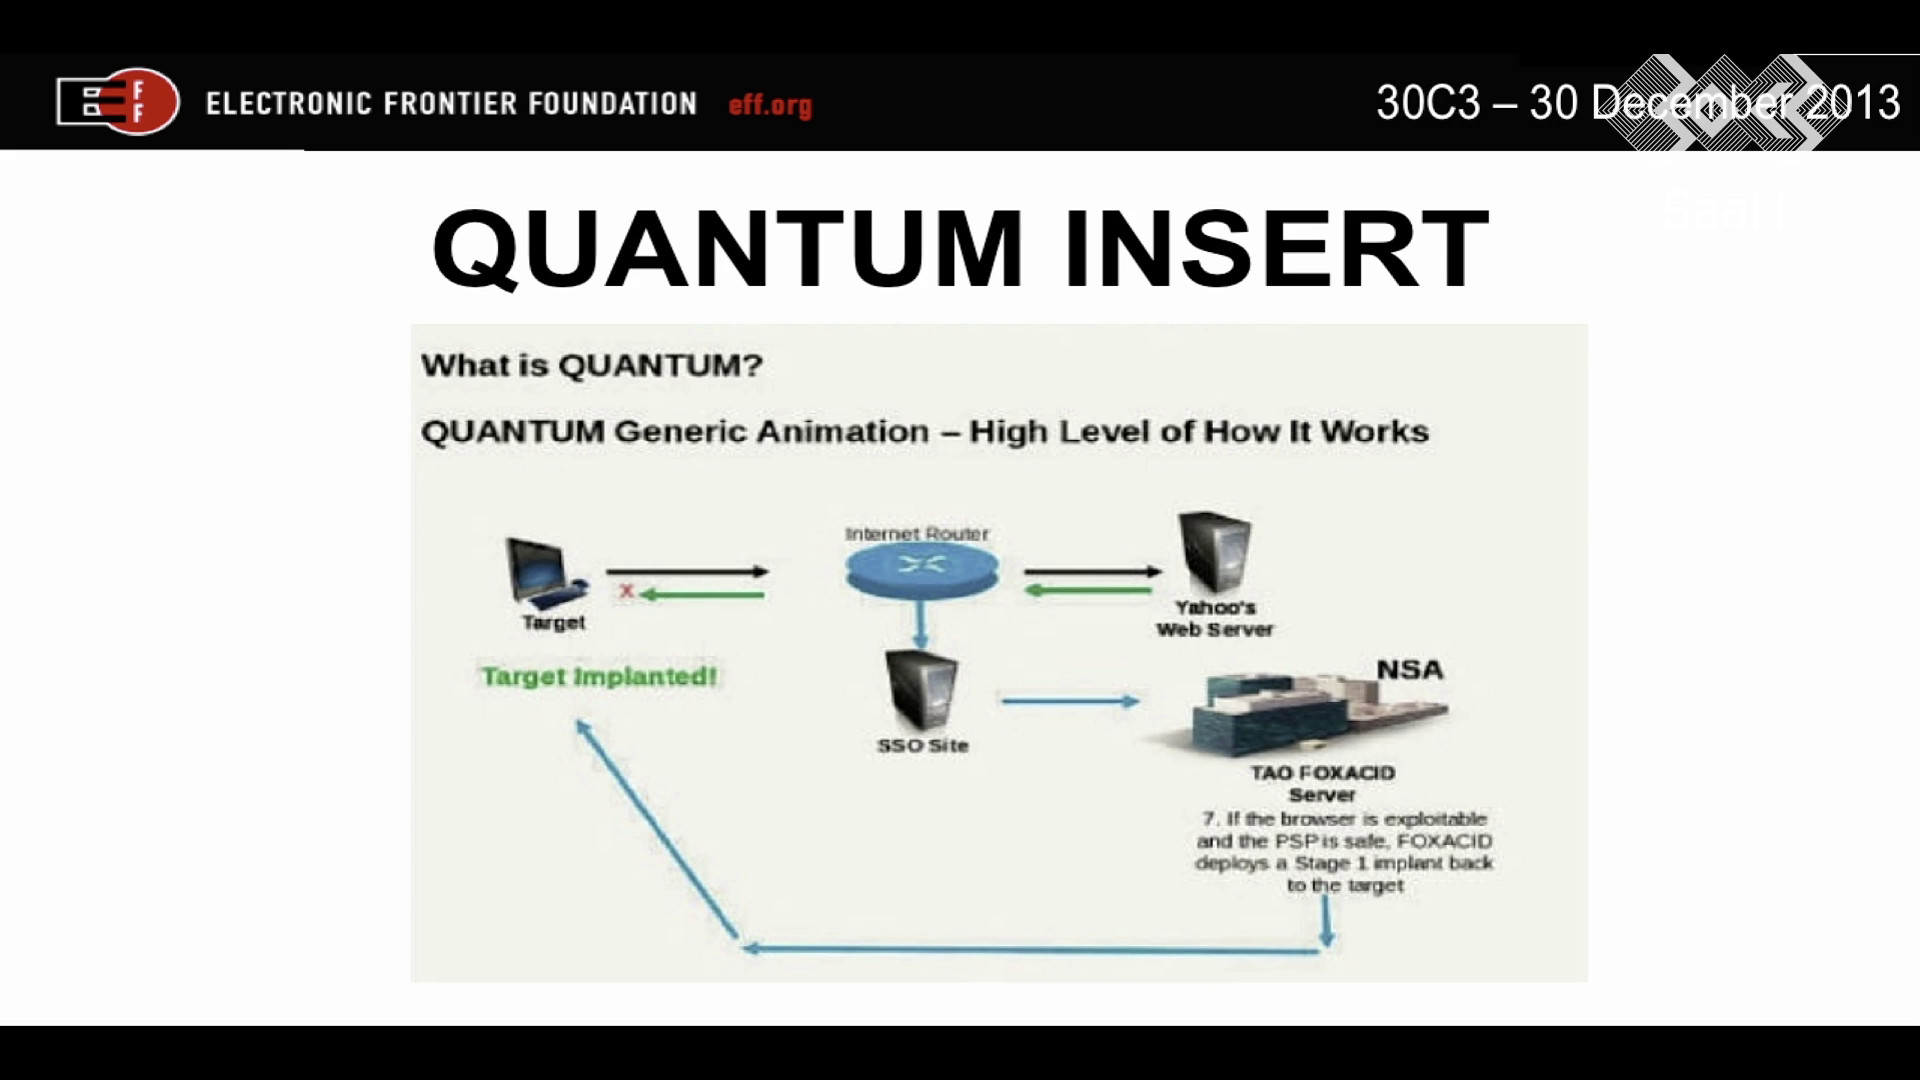 EFF
ELECTRONIC FRONTIER FOUNDATION eff.org
30C3 – 30 December 2013
Saal 1
QUANTUM INSERT
What is QUANTUM?
QUANTUM Generic Animation – High Level of How It Works
Internet Router
X
Target
Yahoo's
Web Server
Target Implanted!
NSA
SSO Site
TAO FOXACID
Server
7. If the browser is exploitable
and the PSP is safe, FOXACID
deploys a Stage 1 implant back
to the target